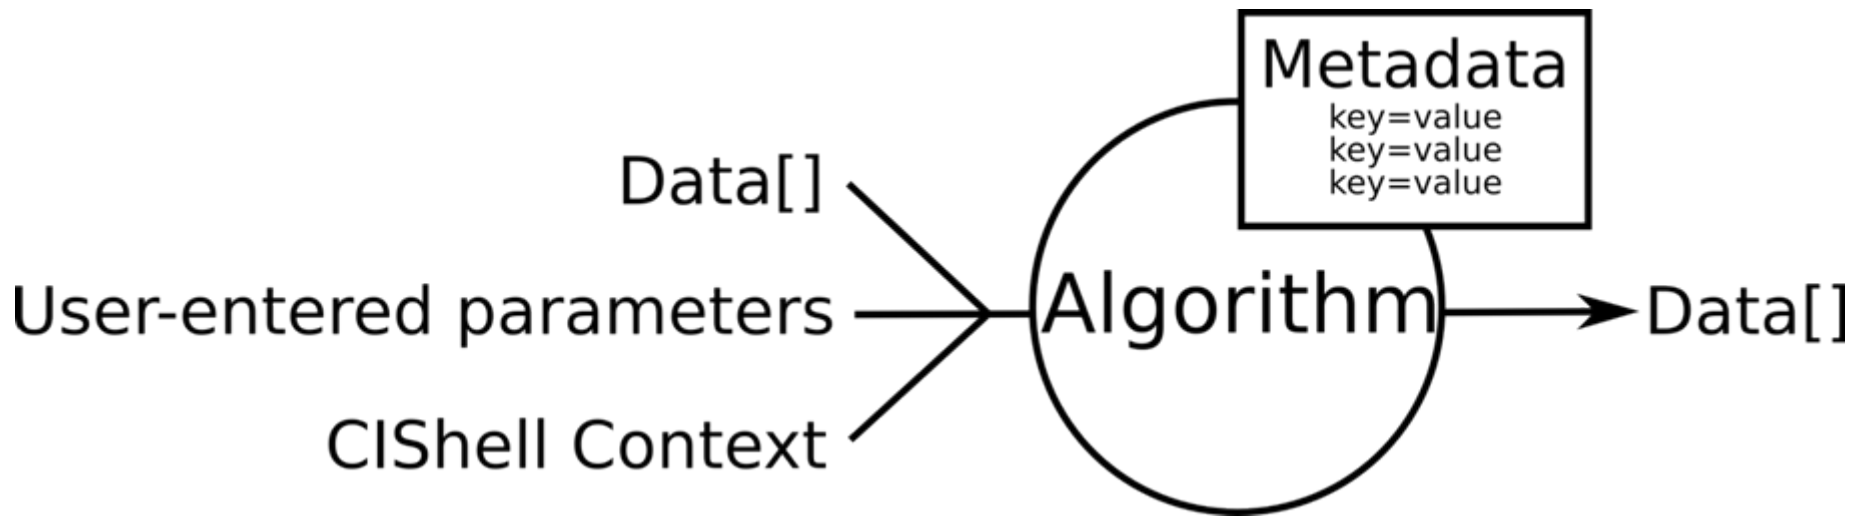 Metadata
key=value
key=value
key=value
Data[]
User-entered parameters
CIShell Context
Algorithm
Data[]